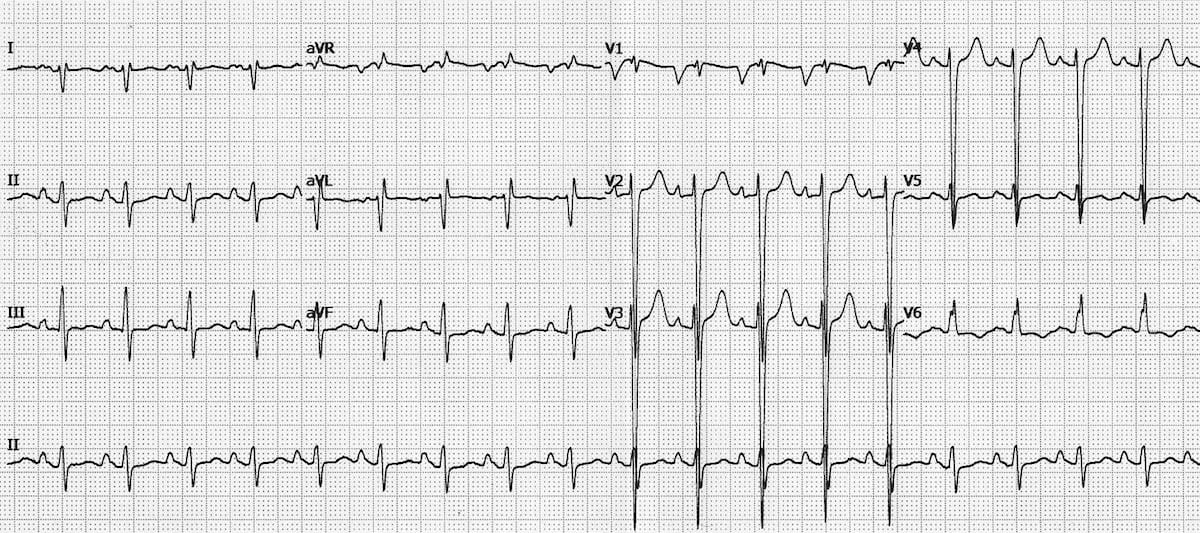 I aVR V1 V4
II aVL V2 V5
III aVF V3 V6
II